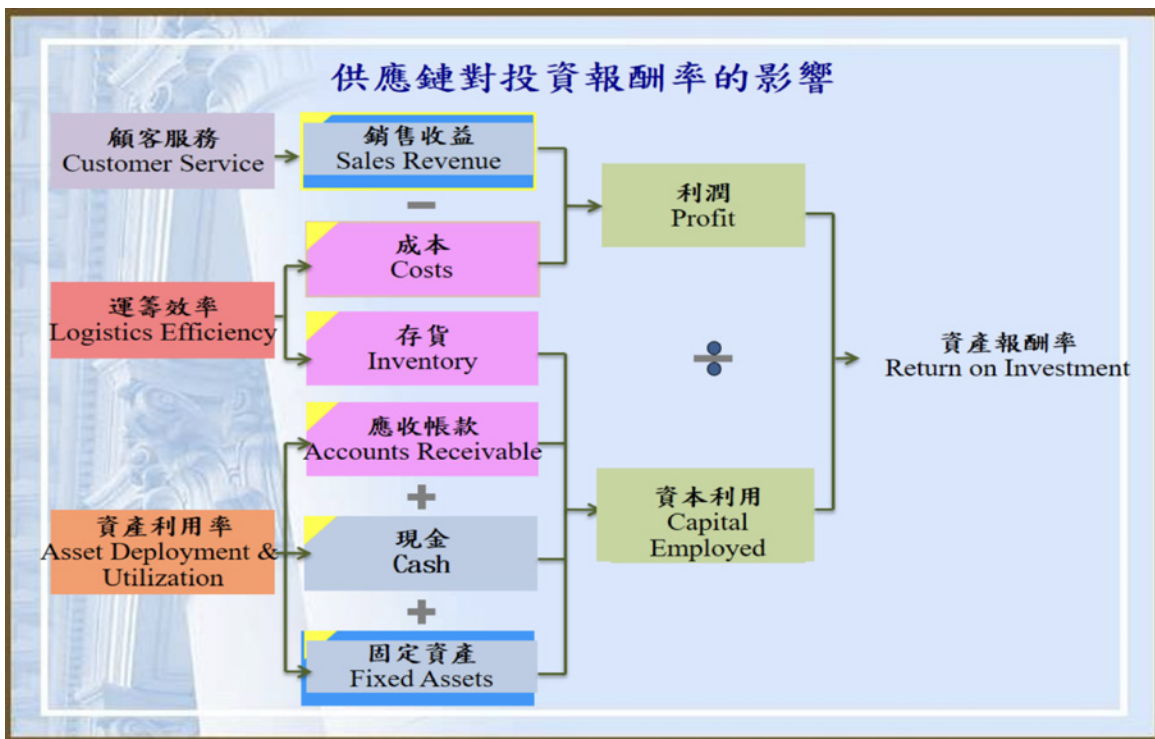 供應鏈對投資報酬率的影響
顧客服務
Customer Service
銷售收益
Sales Revenue
成本
Costs
利潤
Profit
運籌效率
Logistics Efficiency
存貨
Inventory
資產報酬率
Return on Investment
應收帳款
Accounts Receivable
資產利用率
Asset Deployment &
Utilization
現金
Cash
資本利用
Capital
Employed
固定資產
Fixed Assets